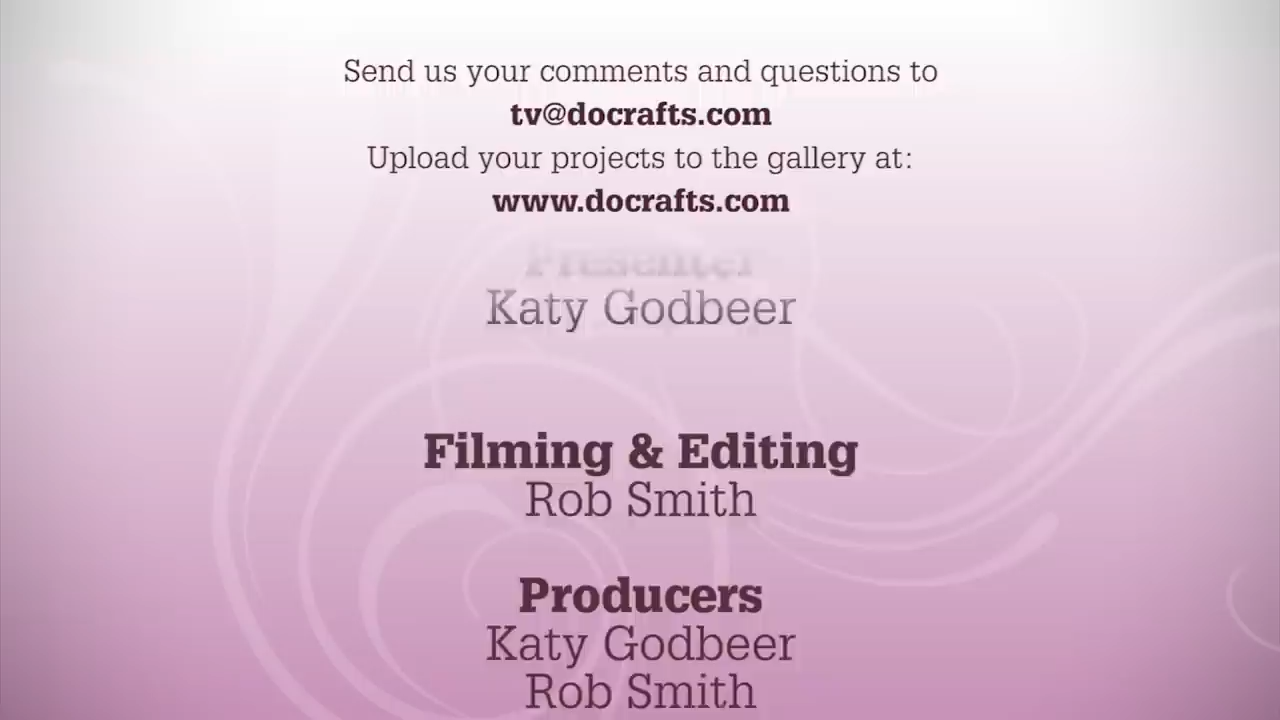 Send us your comments and questions to
tv@docrafts.com
Upload your projects to the gallery at:
www.docrafts.com
Presenter
Katy Godbeer
Filming & Editing
Rob Smith
Producers
Katy Godbeer
Rob Smith